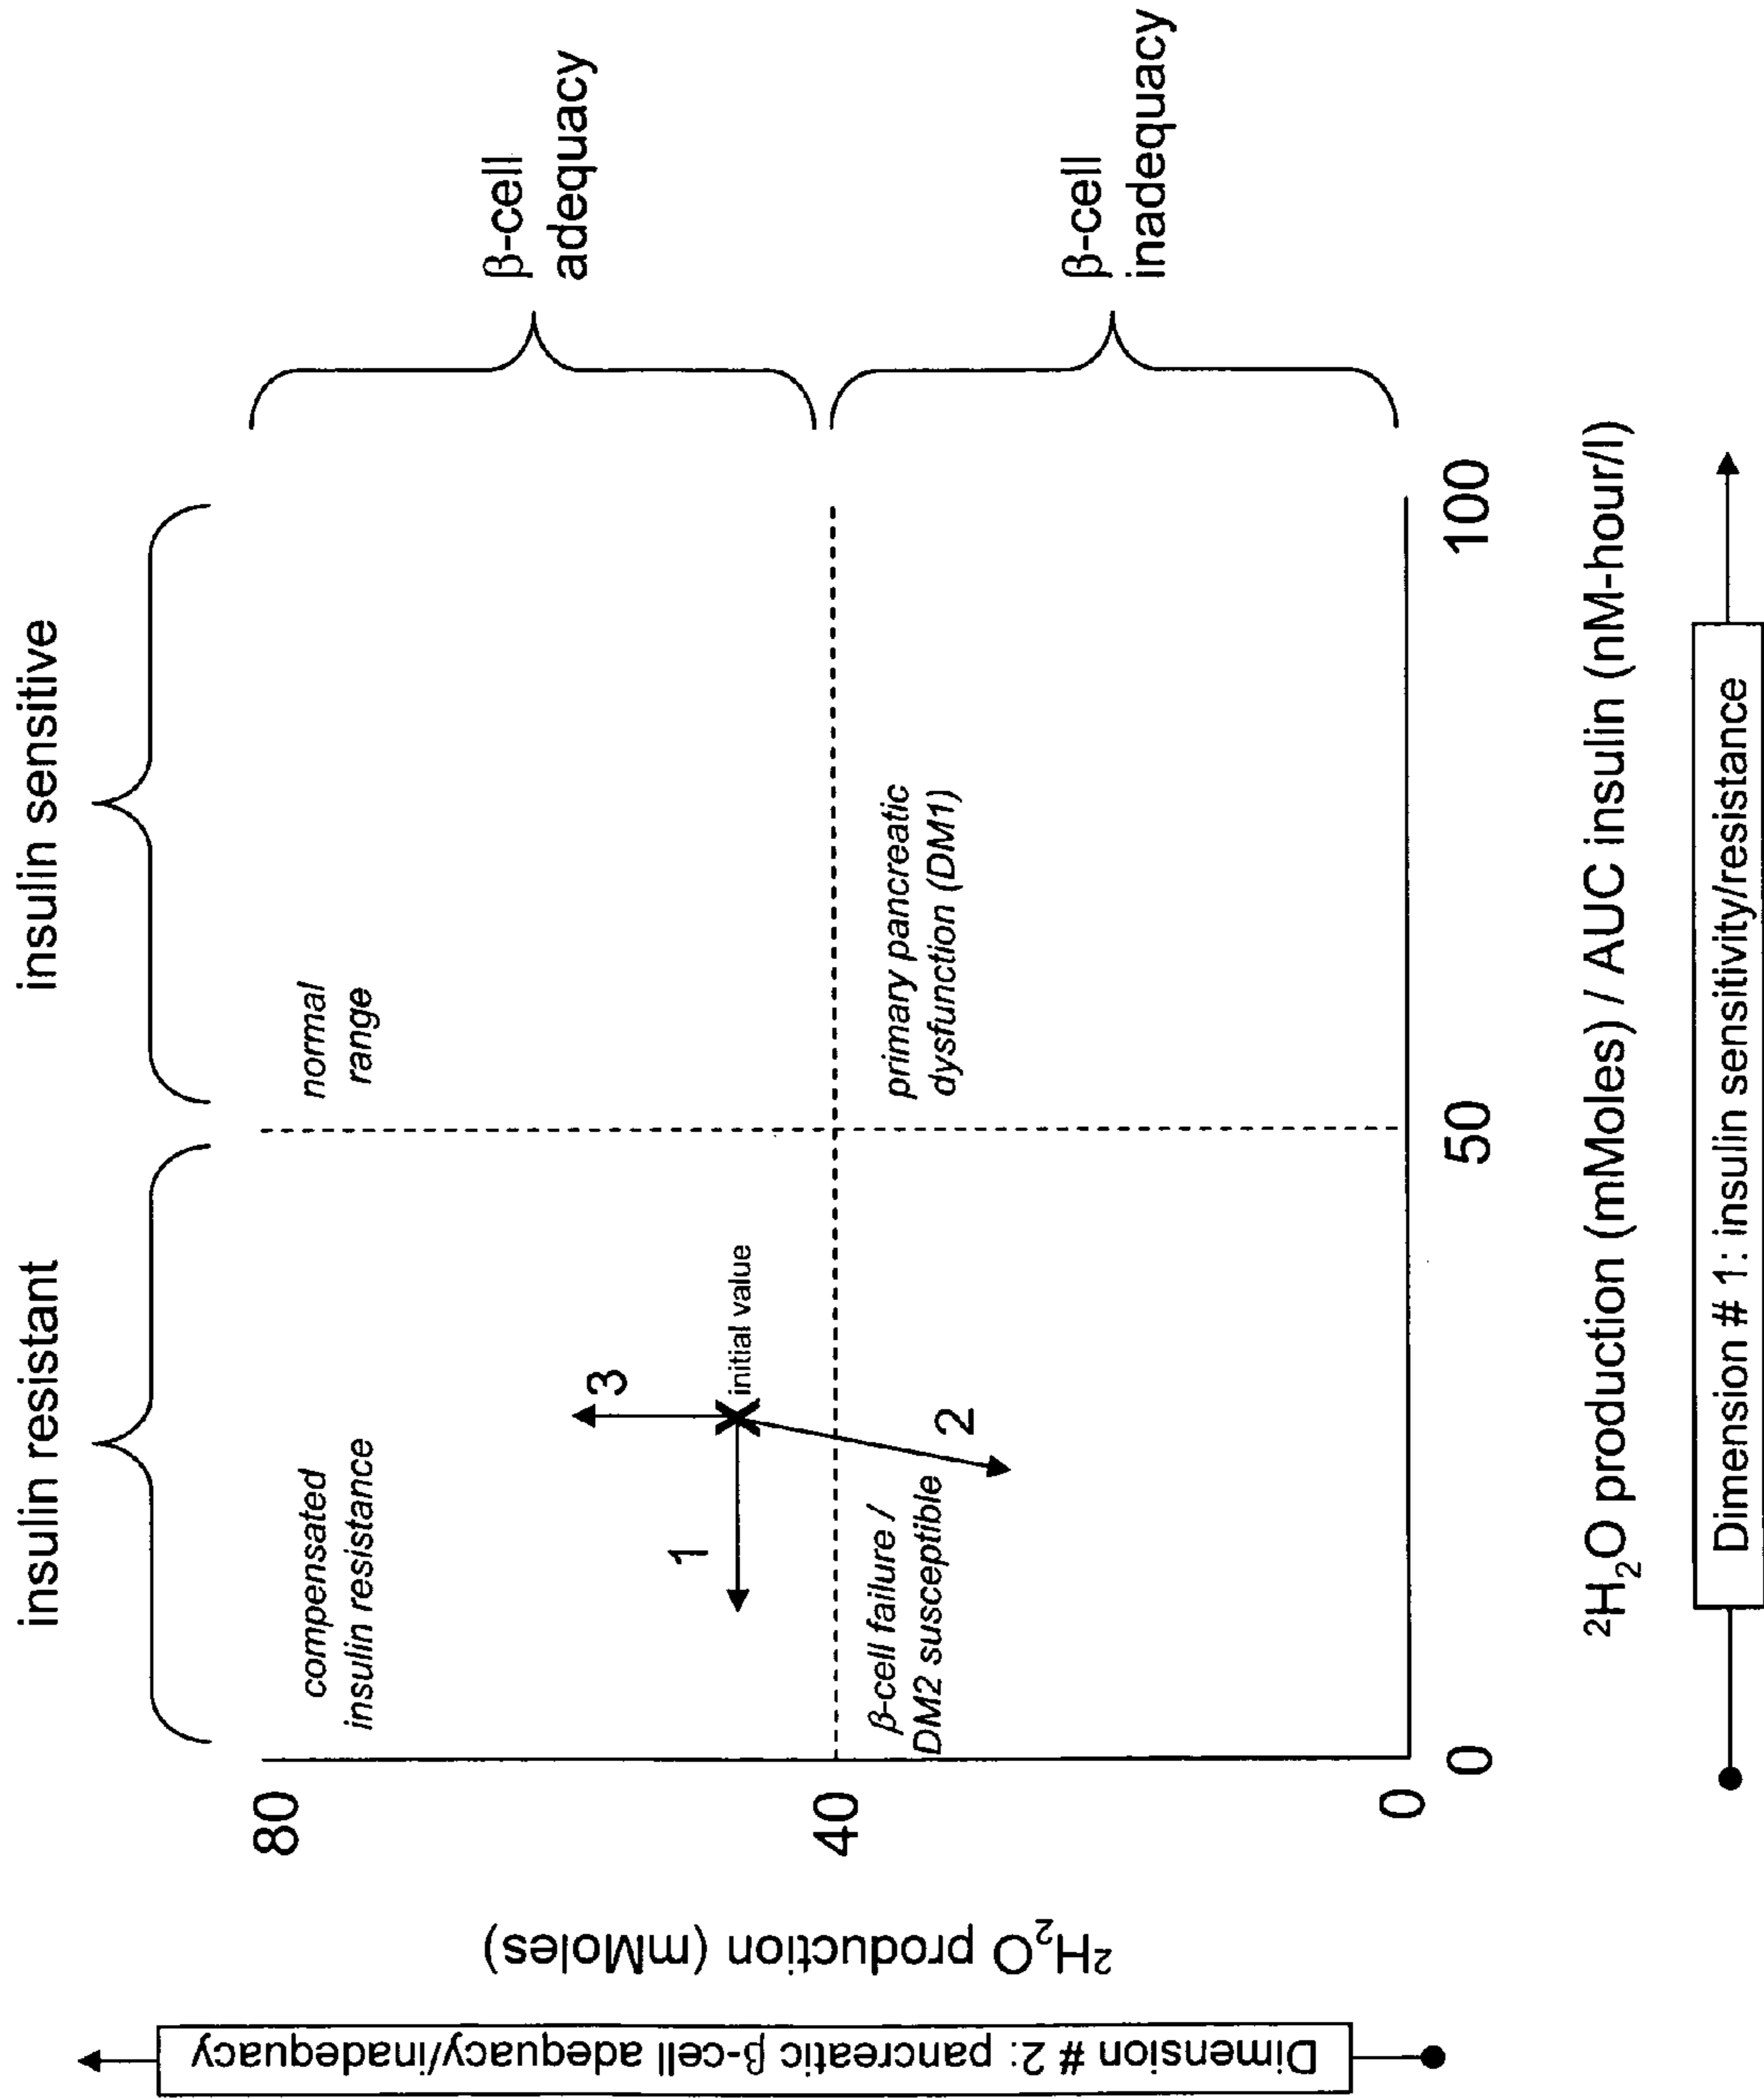 insulin resistant
insulin sensitive
80
40
0
0
50
100
compensated
insulin resistance
normal
range
3
1
X
initial value
2
β-cell failure /
DM2 susceptible
primary pancreatic
dysfunction (DM1)
β-cell
adequacy
β-cell
inadequacy
²H₂O production (mMoles)
Dimension # 2: pancreatic β-cell adequacy/inadequacy
²H₂O production (mMoles) / AUC insulin (nM-hour/l)
Dimension # 1: insulin sensitivity/resistance